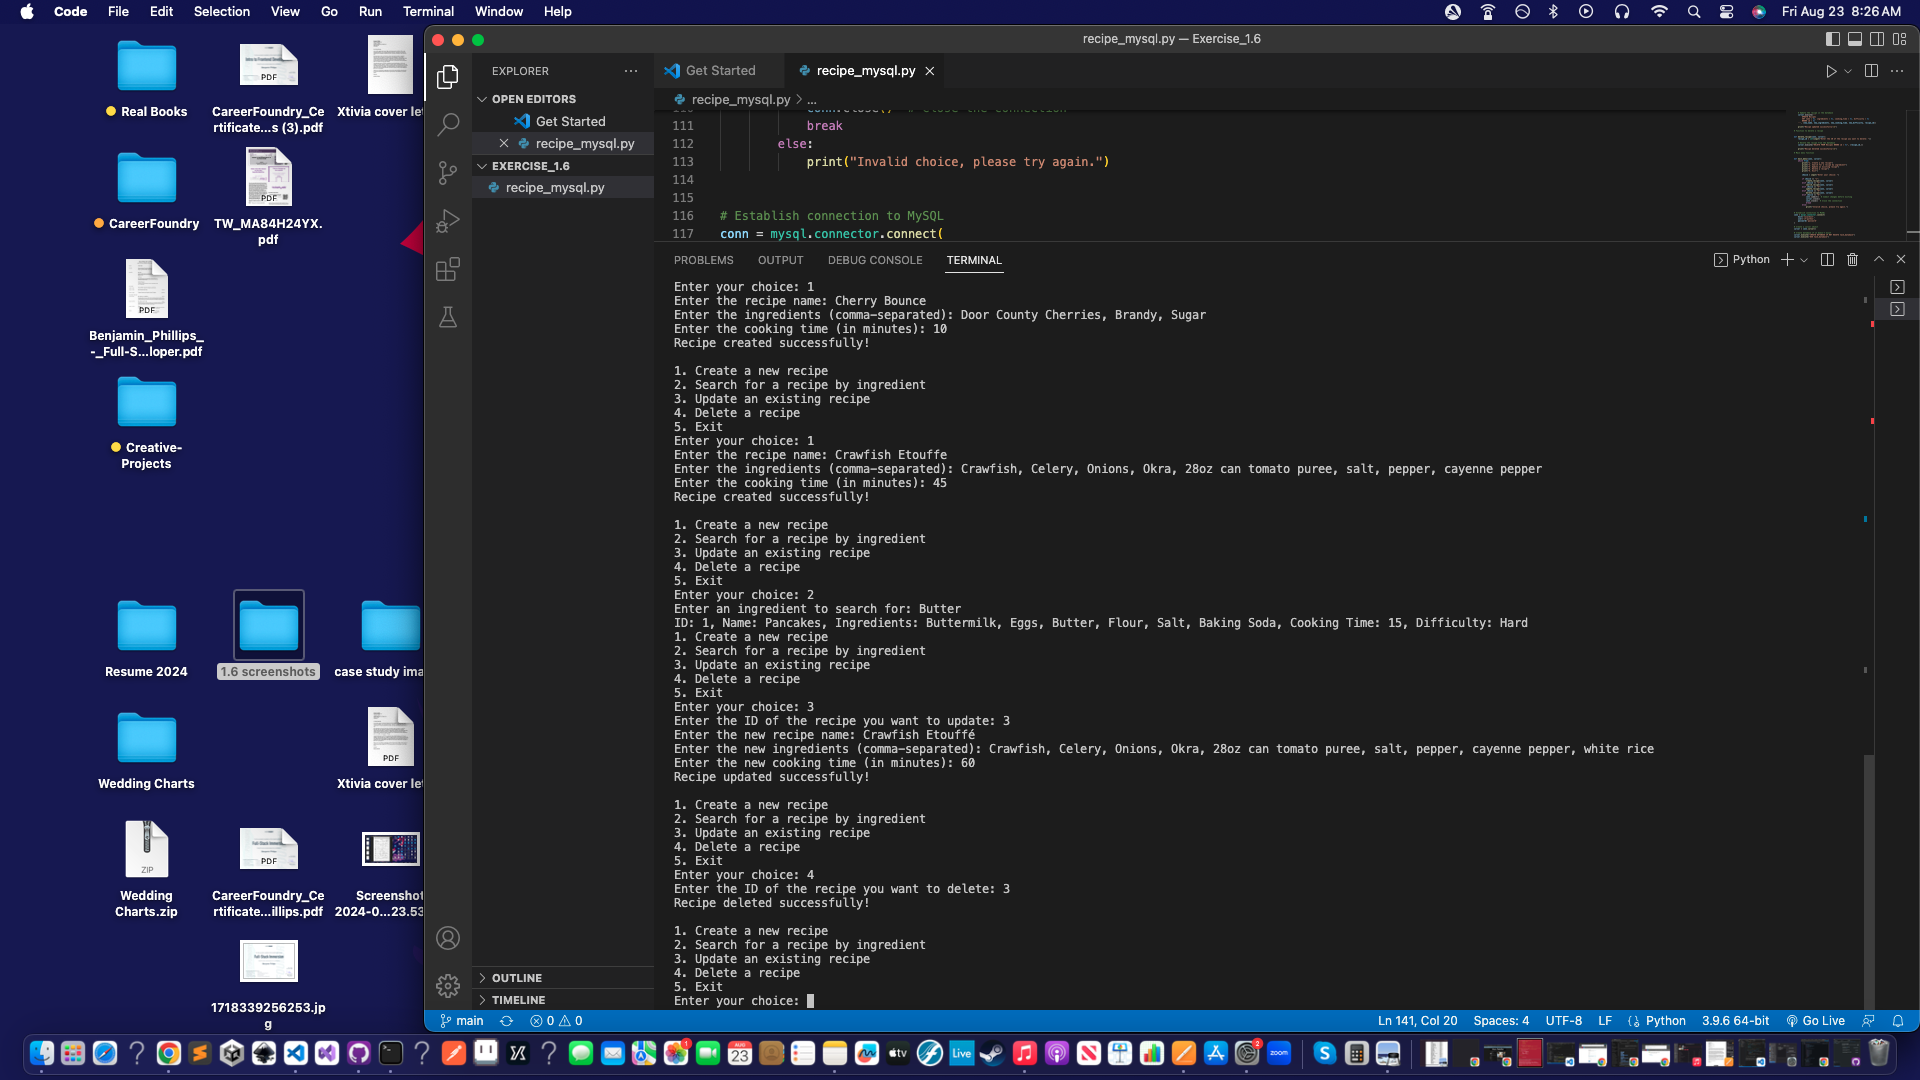 Code File Edit Selection View Go Run Terminal Window Help
Fri Aug 23 8:26 AM
Real Books
CareerFoundry_Ce
rtificate...s (3).pdf
Xtivia cover let
CareerFoundry
TW_MA84H24YX.
pdf
Benjamin_Phillips_
-_Full-S...loper.pdf
Creative-
Projects
Resume 2024
1.6 screenshots
case study ima
Wedding Charts
Xtivia cover let
Wedding
Charts.zip
CareerFoundry_Ce
rtificate...illips.pdf
Screenshot
2024-0...23.53
1718339256253.jp
g
recipe_mysql.py — Exercise_1.6
EXPLORER
OPEN EDITORS
Get Started
recipe_mysql.py
EXERCISE_1.6
recipe_mysql.py
OUTLINE
TIMELINE
Get Started
recipe_mysql.py
recipe_mysql.py > ...
111 break
112 else:
113 print("Invalid choice, please try again.")
114
115
116 # Establish connection to MySQL
117 conn = mysql.connector.connect(
PROBLEMS OUTPUT DEBUG CONSOLE TERMINAL
Python
Enter your choice: 1
Enter the recipe name: Cherry Bounce
Enter the ingredients (comma-separated): Door County Cherries, Brandy, Sugar
Enter the cooking time (in minutes): 10
Recipe created successfully!
1. Create a new recipe
2. Search for a recipe by ingredient
3. Update an existing recipe
4. Delete a recipe
5. Exit
Enter your choice: 1
Enter the recipe name: Crawfish Etouffe
Enter the ingredients (comma-separated): Crawfish, Celery, Onions, Okra, 28oz can tomato puree, salt, pepper, cayenne pepper
Enter the cooking time (in minutes): 45
Recipe created successfully!
1. Create a new recipe
2. Search for a recipe by ingredient
3. Update an existing recipe
4. Delete a recipe
5. Exit
Enter your choice: 2
Enter an ingredient to search for: Butter
ID: 1, Name: Pancakes, Ingredients: Buttermilk, Eggs, Butter, Flour, Salt, Baking Soda, Cooking Time: 15, Difficulty: Hard
1. Create a new recipe
2. Search for a recipe by ingredient
3. Update an existing recipe
4. Delete a recipe
5. Exit
Enter your choice: 3
Enter the ID of the recipe you want to update: 3
Enter the new recipe name: Crawfish Etouffé
Enter the new ingredients (comma-separated): Crawfish, Celery, Onions, Okra, 28oz can tomato puree, salt, pepper, cayenne pepper, white rice
Enter the new cooking time (in minutes): 60
Recipe updated successfully!
1. Create a new recipe
2. Search for a recipe by ingredient
3. Update an existing recipe
4. Delete a recipe
5. Exit
Enter your choice: 4
Enter the ID of the recipe you want to delete: 3
Recipe deleted successfully!
1. Create a new recipe
2. Search for a recipe by ingredient
3. Update an existing recipe
4. Delete a recipe
5. Exit
Enter your choice:
main
0 0
Ln 141, Col 20 Spaces: 4 UTF-8 LF Python 3.9.6 64-bit Go Live